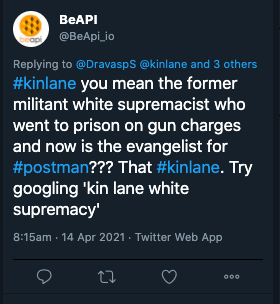 beapi
BeAPI
@BeApi_io
Replying to @DravaspS @kinlane and 3 others
#kinlane you mean the former
militant white supremacist who
went to prison on gun charges
and now is the evangelist for
#postman??? That #kinlane. Try
googling 'kin lane white
supremacy'
8:15am · 14 Apr 2021 · Twitter Web App